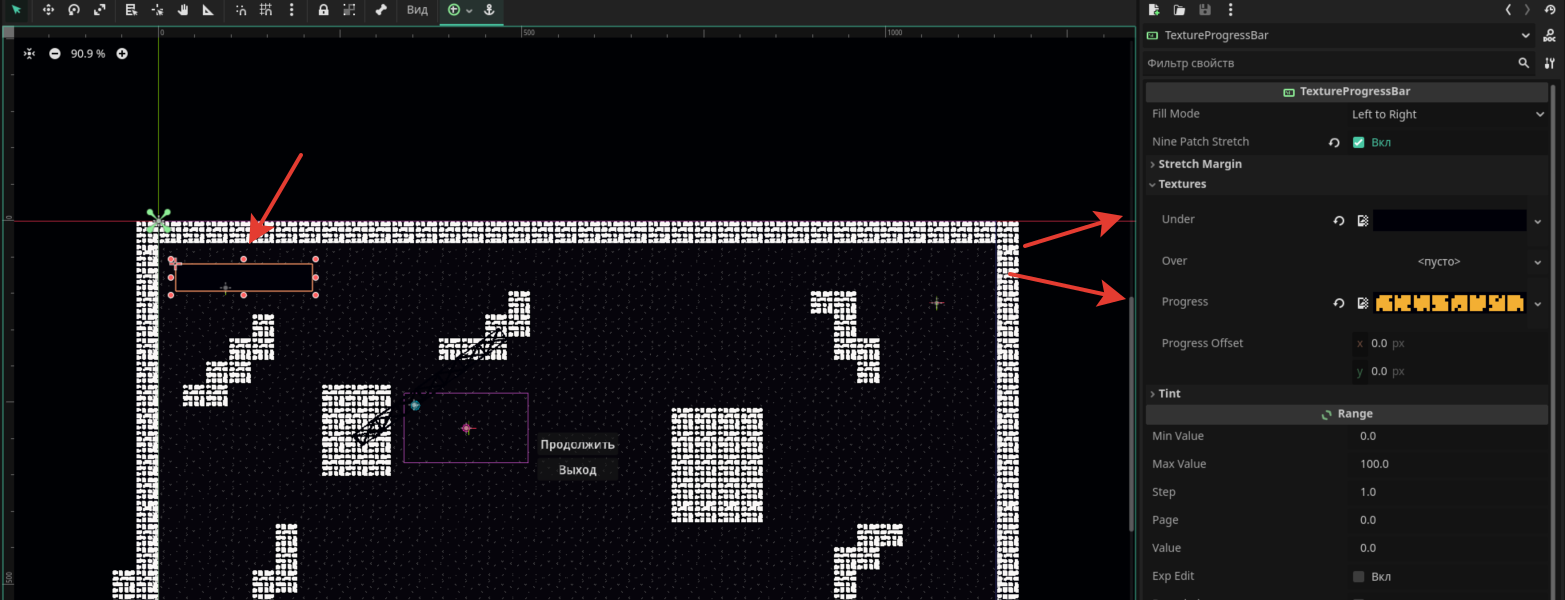 Вид
TextureProgressBar
DOC
Фильтр свойств
0
500
1000
90.9 %
TextureProgressBar
Fill Mode
Left to Right
Nine Patch Stretch
Вкл
Stretch Margin
Textures
Under
Over
<пусто>
Progress
Progress Offset
x 0.0 px
y 0.0 px
Tint
Range
Min Value
0.0
Max Value
100.0
Step
1.0
Page
0.0
Value
0.0
Exp Edit
Вкл
0
500
Продолжить
Выход